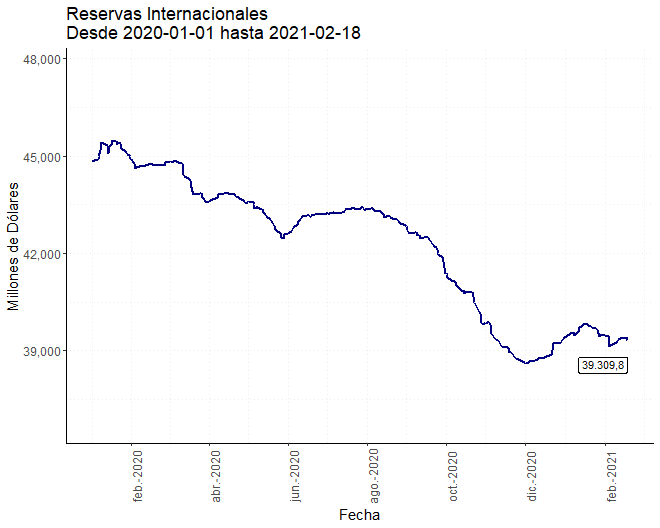 Reservas Internacionales
Desde 2020-01-01 hasta 2021-02-18
Millones de Dólares
48,000
45,000
42,000
39,000
39.309,8
feb.-2020
abr.-2020
jun.-2020
ago.-2020
oct.-2020
dic.-2020
feb.-2021
Fecha